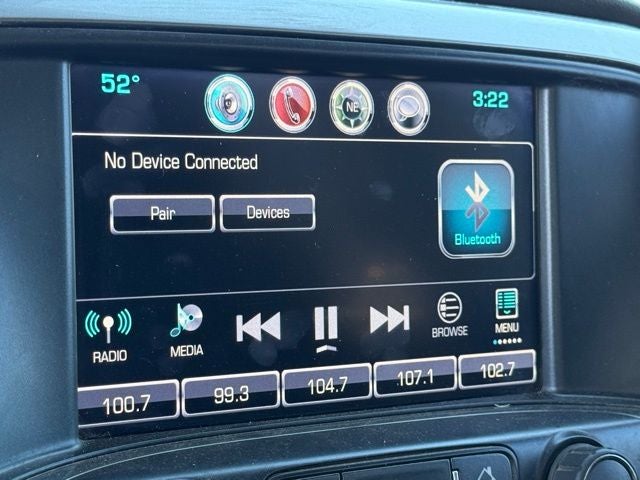 52° NE 3:22
No Device Connected
Pair Devices
Bluetooth
RADIO MEDIA BROWSE MENU
100.7 99.3 104.7 107.1 102.7